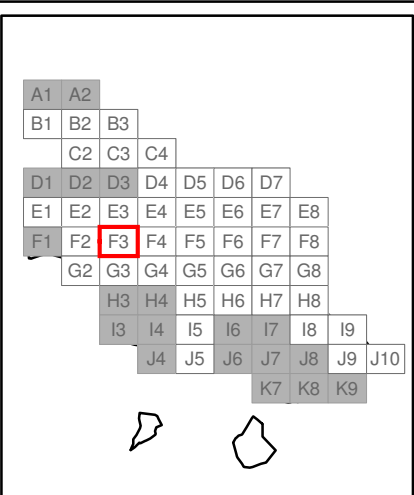 A1 A2
B1 B2 B3
C2 C3 C4
D1 D2 D3 D4 D5 D6 D7
E1 E2 E3 E4 E5 E6 E7 E8
F1 F2 F3 F4 F5 F6 F7 F8
G2 G3 G4 G5 G6 G7 G8
H3 H4 H5 H6 H7 H8
I3 I4 I5 I6 I7 I8 I9
J4 J5 J6 J7 J8 J9 J10
K7 K8 K9